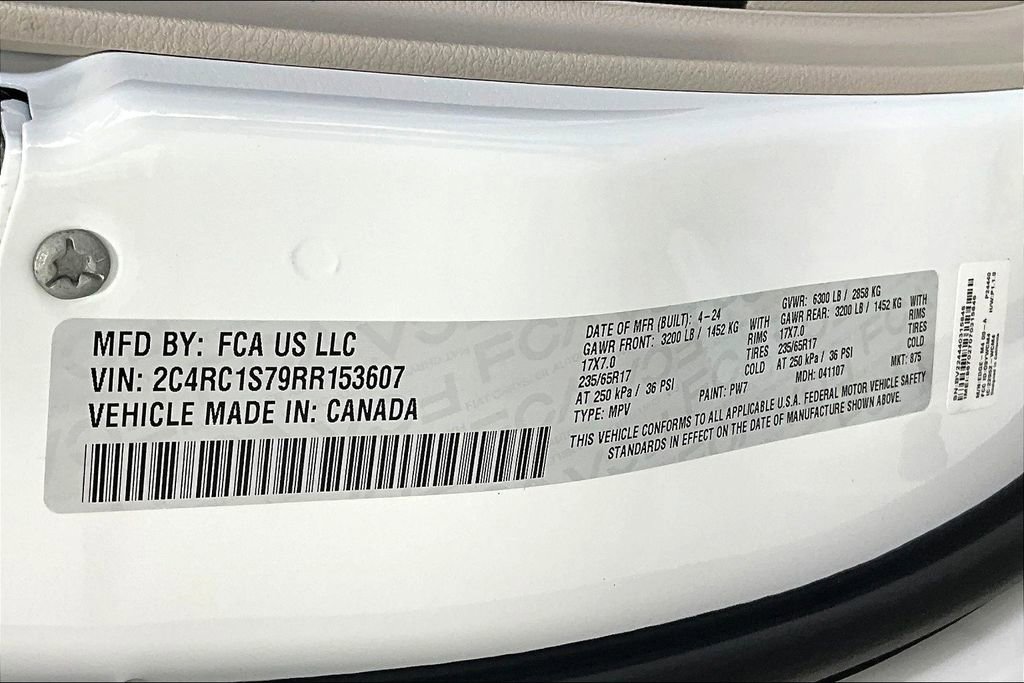 MFD BY: FCA US LLC
VIN: 2C4RC1S79RR153607
VEHICLE MADE IN: CANADA
DATE OF MFR (BUILT): 4-24
GVWR: 6300 LB / 2858 KG
GAWR FRONT: 3200 LB / 1452 KG WITH
17X7.0 RIMS
235/65R17 TIRES
AT 250 kPa / 36 PSI COLD
GAWR REAR: 3200 LB / 1452 KG WITH
17X7.0 RIMS
235/65R17 TIRES
AT 250 kPa / 36 PSI COLD
TYPE: MPV PAINT: PW7 MDH: 041107 MKT: 875
THIS VEHICLE CONFORMS TO ALL APPLICABLE U.S.A. FEDERAL MOTOR VEHICLE SAFETY
STANDARDS IN EFFECT ON THE DATE OF MANUFACTURE SHOWN ABOVE.
P24440